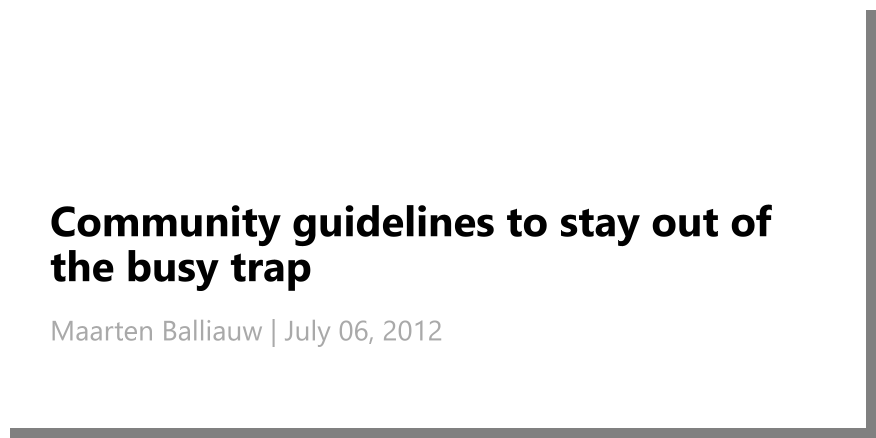 Community guidelines to stay out of
the busy trap
Maarten Balliauw | July 06, 2012